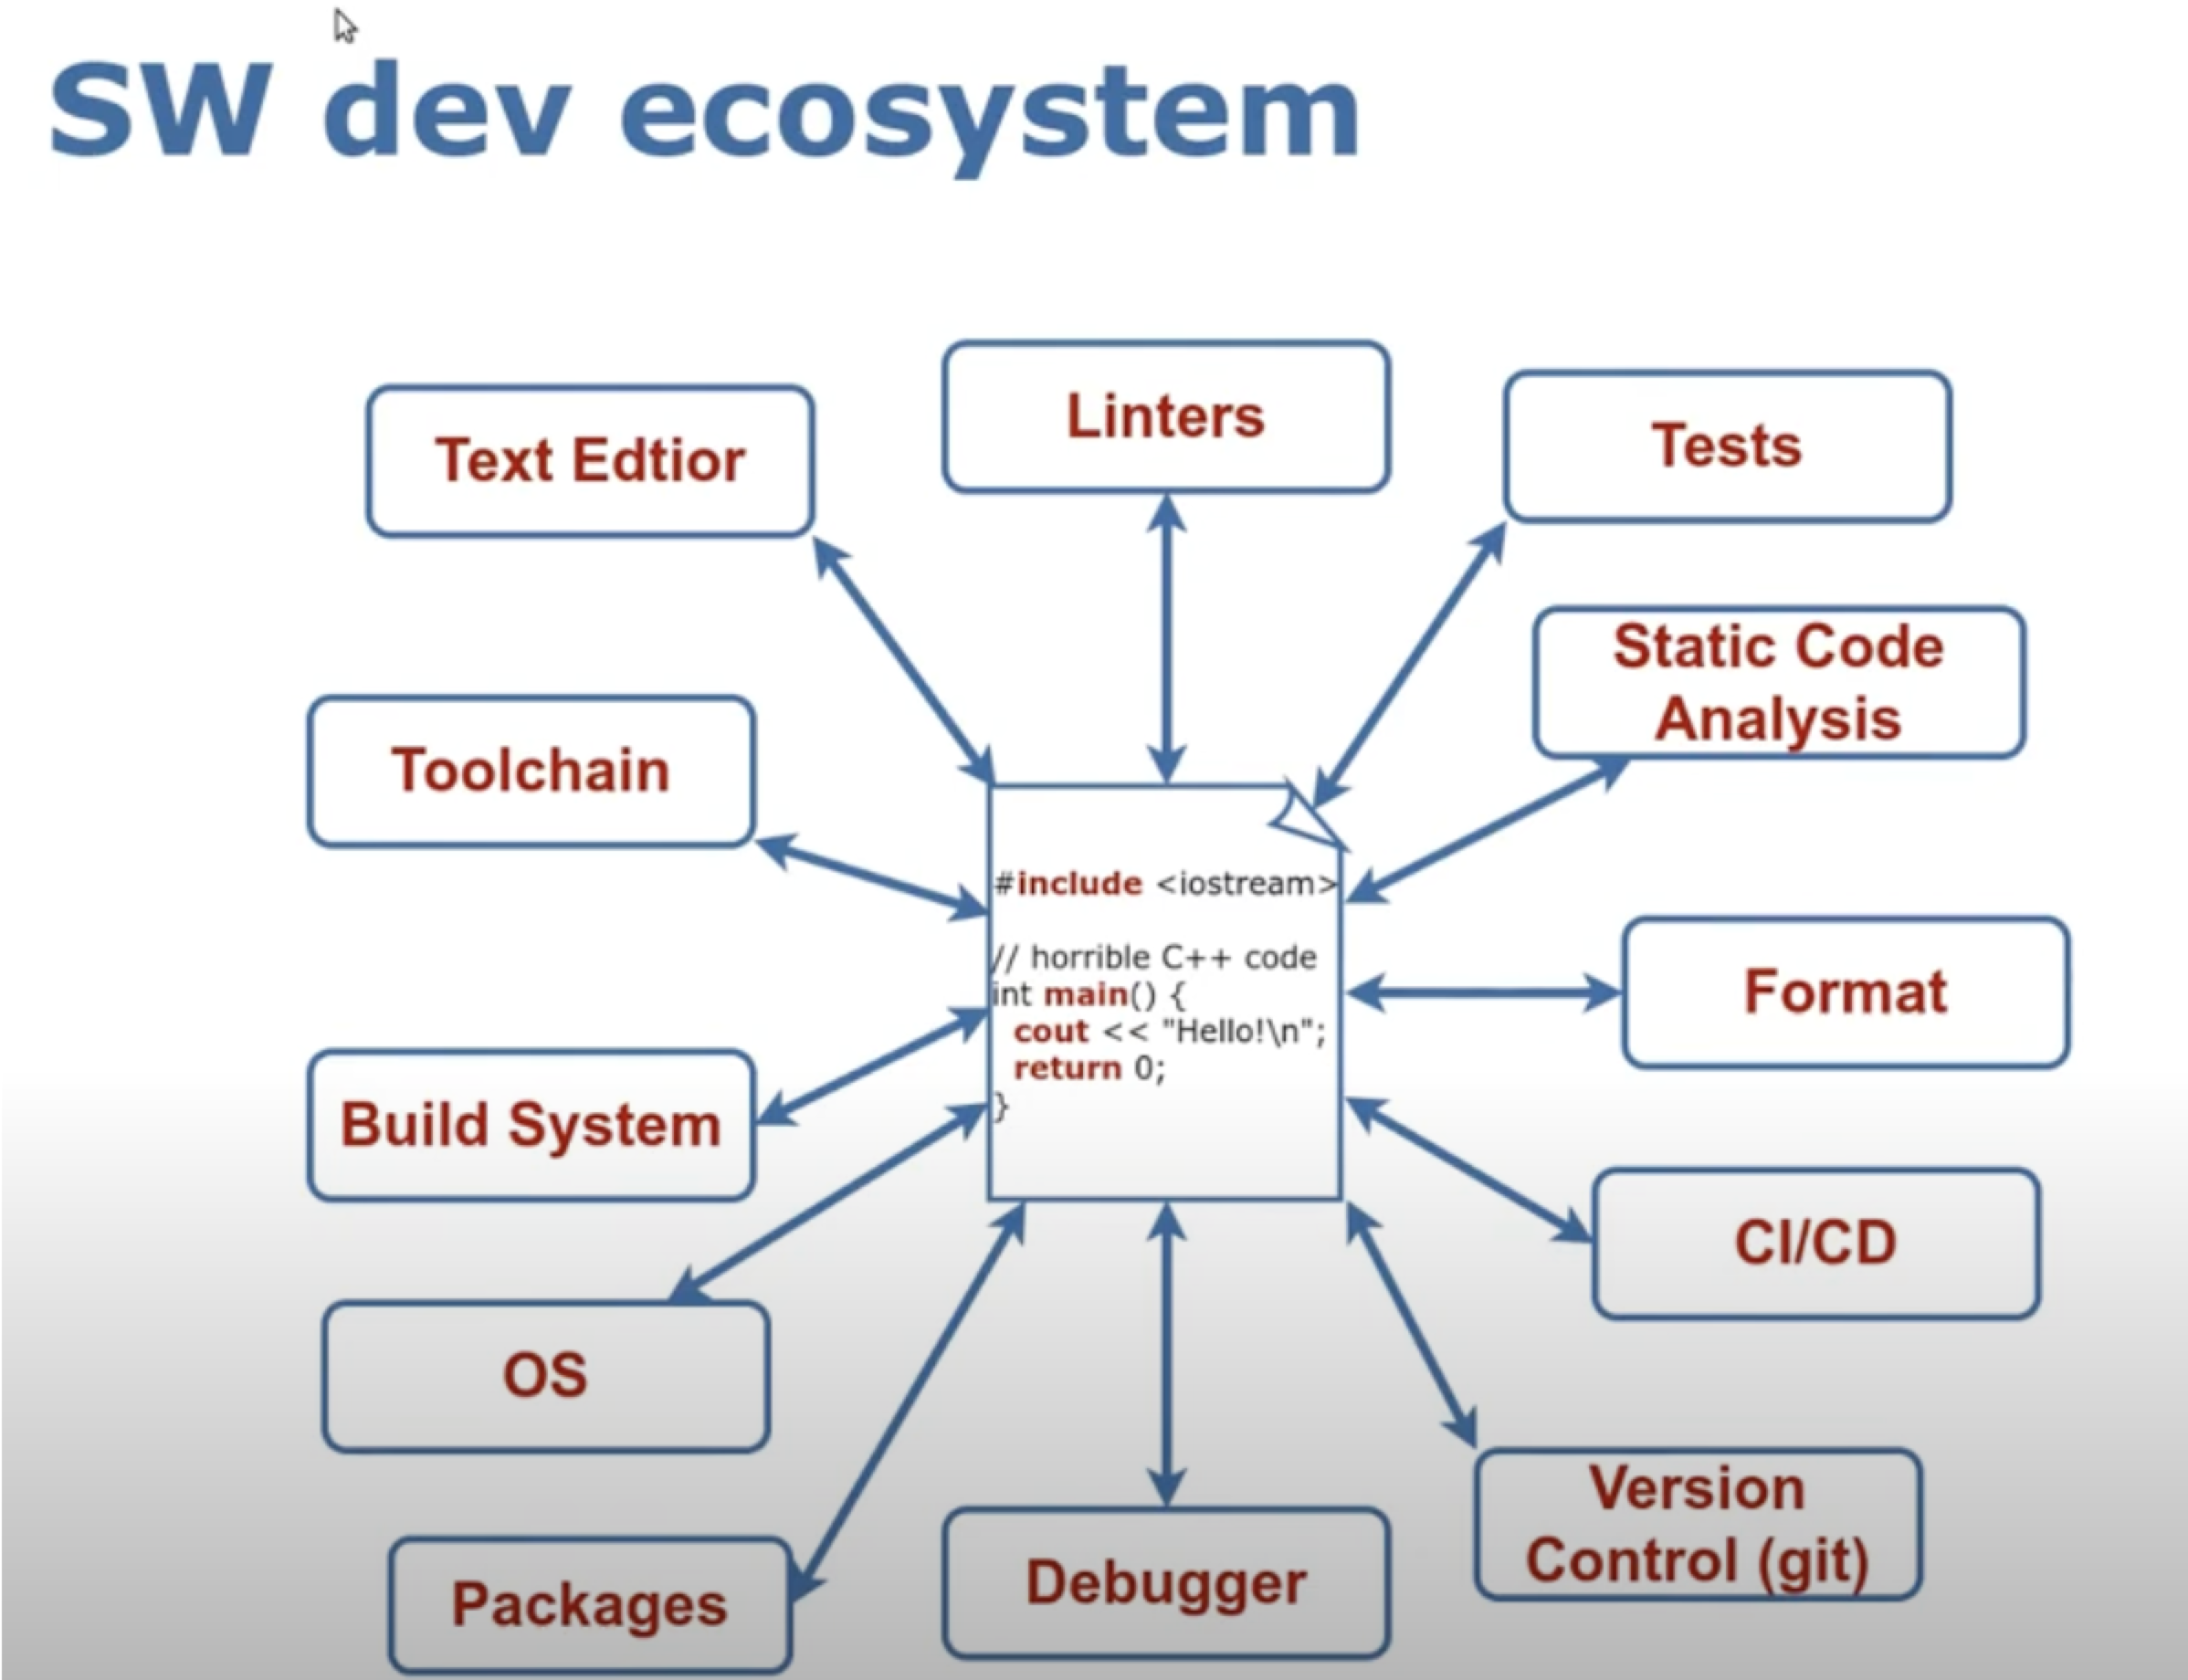 SW dev ecosystem
Linters
Text Edtior
Tests
Static Code
Analysis
Toolchain
#include <iostream>
// horrible C++ code
int main() {
  cout << "Hello!\n";
  return 0;
}
Format
Build System
CI/CD
OS
Version
Control (git)
Packages
Debugger